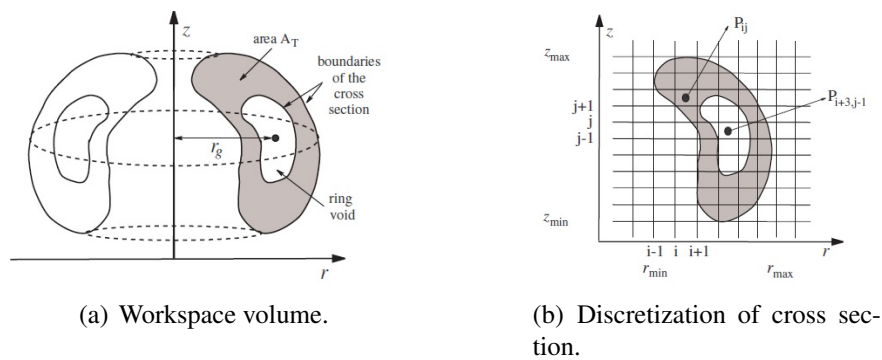 z
area A_T
boundaries
of the
cross
section
r_g
ring
void
r
(a) Workspace volume.
z
P_ij
z_max
P_i+3,j-1
j+1
j
j-1
z_min
i-1 i i+1
r
r_min
r_max
(b) Discretization of cross sec-
tion.